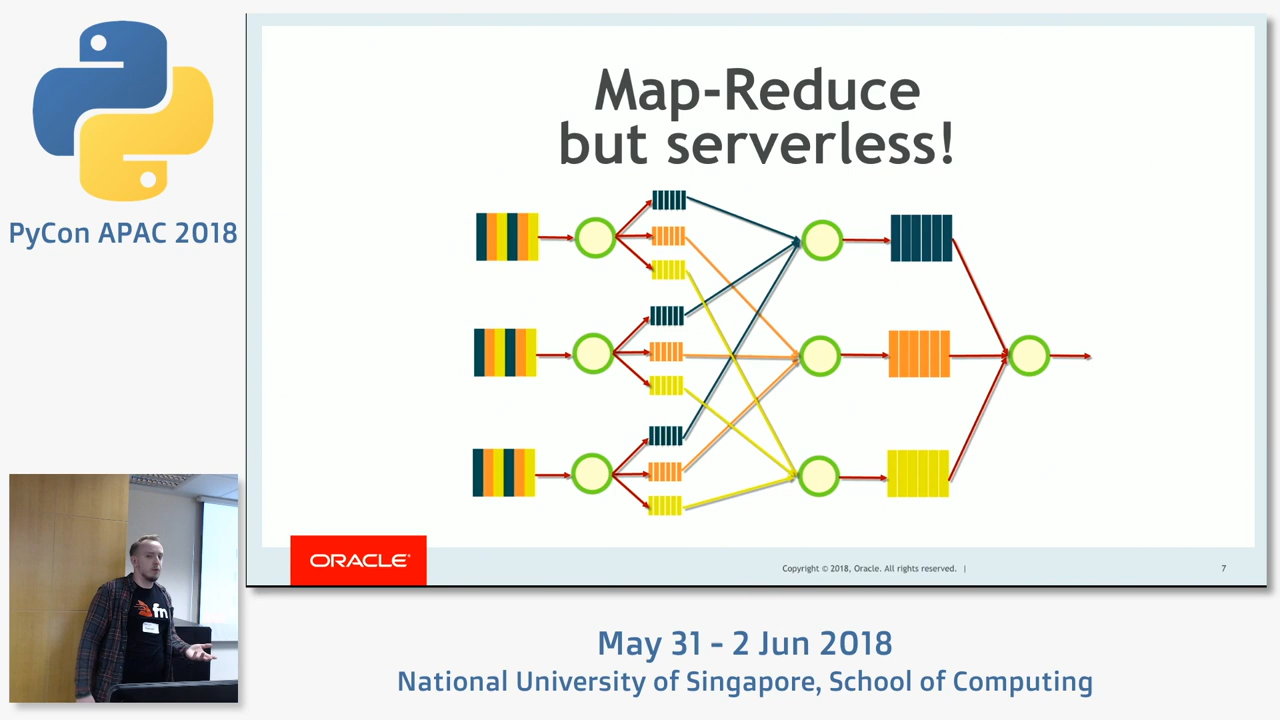 PyCon APAC 2018
Map-Reduce
but serverless!
ORACLE
Copyright © 2018, Oracle. All rights reserved. |
7
fn
May 31 - 2 Jun 2018
National University of Singapore, School of Computing